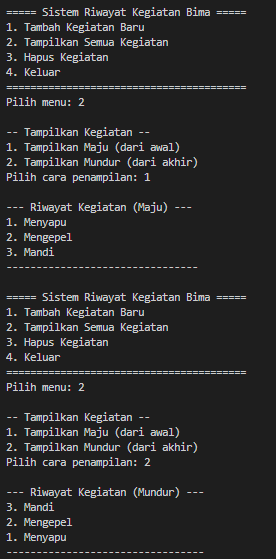 ===== Sistem Riwayat Kegiatan Bima =====
1. Tambah Kegiatan Baru
2. Tampilkan Semua Kegiatan
3. Hapus Kegiatan
4. Keluar
========================================
Pilih menu: 2
-- Tampilkan Kegiatan --
1. Tampilkan Maju (dari awal)
2. Tampilkan Mundur (dari akhir)
Pilih cara penampilan: 1
--- Riwayat Kegiatan (Maju) ---
1. Menyapu
2. Mengepel
3. Mandi
--------------------------------
===== Sistem Riwayat Kegiatan Bima =====
1. Tambah Kegiatan Baru
2. Tampilkan Semua Kegiatan
3. Hapus Kegiatan
4. Keluar
========================================
Pilih menu: 2
-- Tampilkan Kegiatan --
1. Tampilkan Maju (dari awal)
2. Tampilkan Mundur (dari akhir)
Pilih cara penampilan: 2
--- Riwayat Kegiatan (Mundur) ---
3. Mandi
2. Mengepel
1. Menyapu
---------------------------------